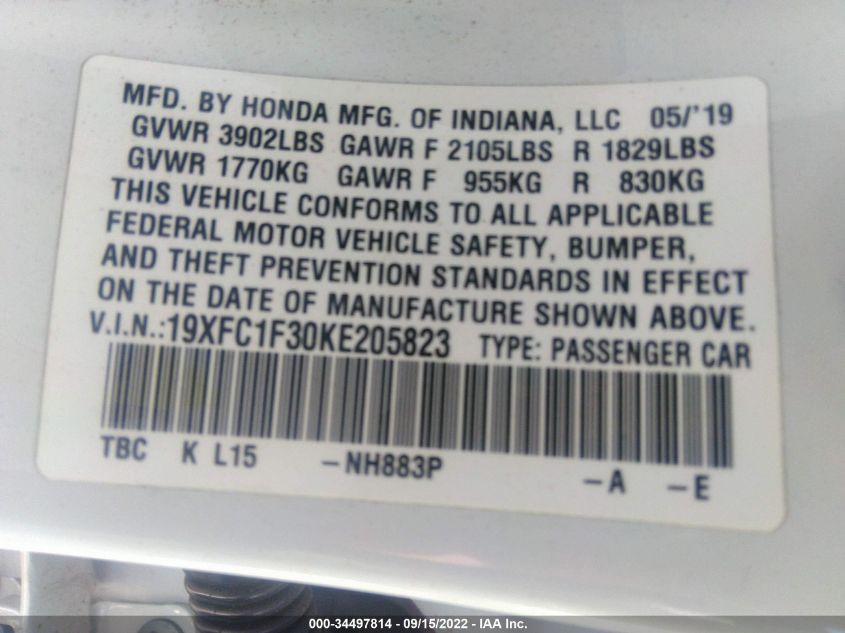 MFD. BY HONDA MFG. OF INDIANA, LLC 05/'19
GVWR 3902LBS GAWR F 2105LBS R 1829LBS
GVWR 1770KG GAWR F 955KG R 830KG
THIS VEHICLE CONFORMS TO ALL APPLICABLE
FEDERAL MOTOR VEHICLE SAFETY, BUMPER,
AND THEFT PREVENTION STANDARDS IN EFFECT
ON THE DATE OF MANUFACTURE SHOWN ABOVE.
V.I.N.:19XFC1F30KE205823 TYPE: PASSENGER CAR
TBC K L15 -NH883P -A -E
000-34497814 - 09/15/2022 - IAA Inc.